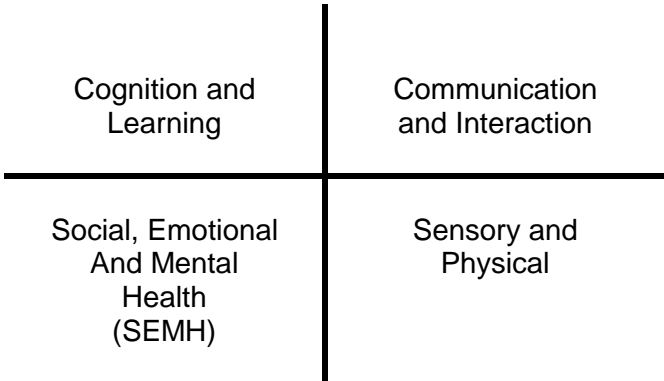 Cognition and
Learning
Communication
and Interaction
Social, Emotional
And Mental
Health
(SEMH)
Sensory and
Physical